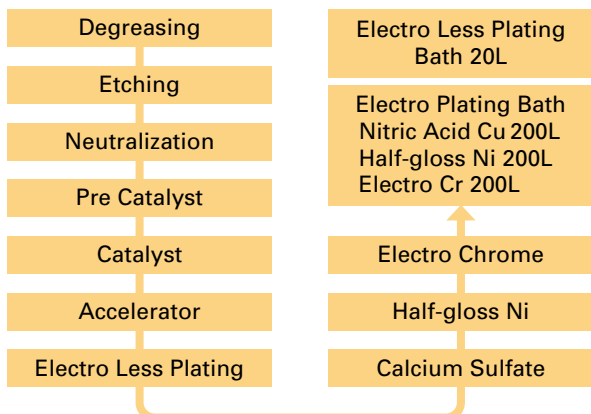 Degreasing
Etching
Neutralization
Pre Catalyst
Catalyst
Accelerator
Electro Less Plating
Electro Less Plating
Bath 20L
Electro Plating Bath
Nitric Acid Cu 200L
Half-gloss Ni 200L
Electro Cr 200L
Electro Chrome
Half-gloss Ni
Calcium Sulfate